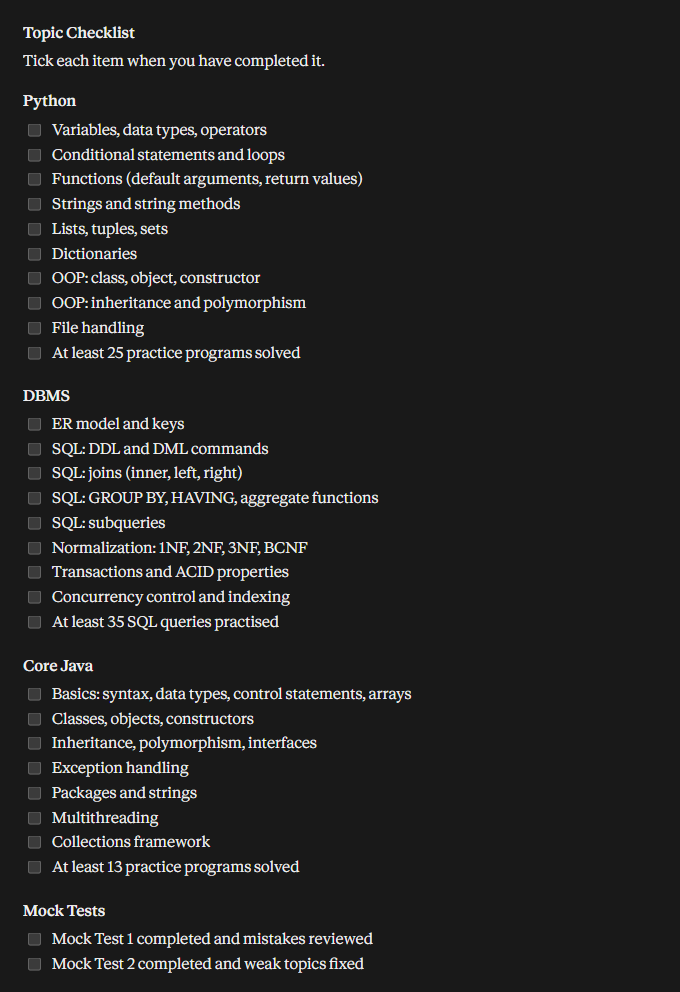 Topic Checklist
Tick each item when you have completed it.
Python
Variables, data types, operators
Conditional statements and loops
Functions (default arguments, return values)
Strings and string methods
Lists, tuples, sets
Dictionaries
OOP: class, object, constructor
OOP: inheritance and polymorphism
File handling
At least 25 practice programs solved
DBMS
ER model and keys
SQL: DDL and DML commands
SQL: joins (inner, left, right)
SQL: GROUP BY, HAVING, aggregate functions
SQL: subqueries
Normalization: 1NF, 2NF, 3NF, BCNF
Transactions and ACID properties
Concurrency control and indexing
At least 35 SQL queries practised
Core Java
Basics: syntax, data types, control statements, arrays
Classes, objects, constructors
Inheritance, polymorphism, interfaces
Exception handling
Packages and strings
Multithreading
Collections framework
At least 13 practice programs solved
Mock Tests
Mock Test 1 completed and mistakes reviewed
Mock Test 2 completed and weak topics fixed